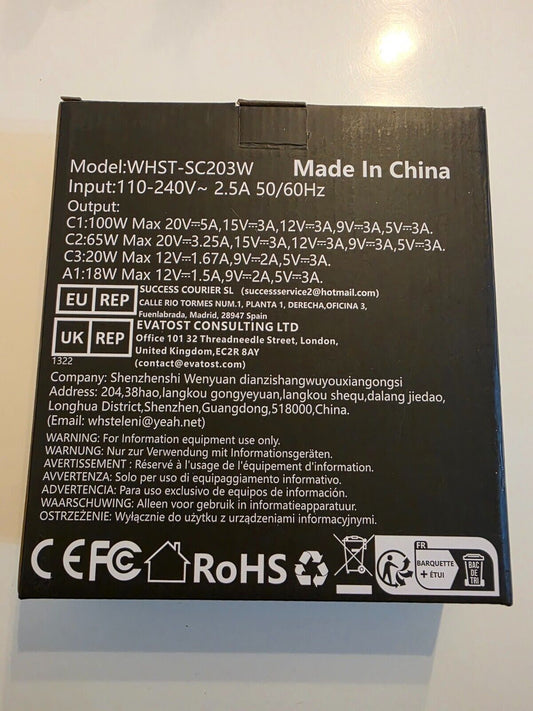 Model:WHST-SC203W Made In China
Input:110-240V~ 2.5A 50/60Hz
Output:
C1:100W Max 20V⎓5A,15V⎓3A,12V⎓3A,9V⎓3A,5V⎓3A.
C2:65W Max 20V⎓3.25A,15V⎓3A,12V⎓3A,9V⎓3A,5V⎓3A.
C3:20W Max 12V⎓1.67A,9V⎓2A,5V⎓3A.
A1:18W Max 12V⎓1.5A,9V⎓2A,5V⎓3A.
EU REP
SUCCESS COURIER SL (successservice2@hotmail.com)
CALLE RIO TORMES NUM.1, PLANTA 1, DERECHA,OFICINA 3,
Fuenlabrada, Madrid, 28947 Spain
UK REP
EVATOST CONSULTING LTD
Office 101 32 Threadneedle Street, London,
United Kingdom,EC2R 8AY
(contact@evatost.com)
1322
Company: Shenzhenshi Wenyuan dianzishangwuyouxiangongsi
Address: 204,38hao,langkou gongyeyuan,langkou shequ,dalang jiedao,
Longhua District,Shenzhen,Guangdong,518000,China.
(Email: whsteleni@yeah.net)
WARNING: For Information equipment use only.
WARNUNG: Nur zur Verwendung mit Informationsgeräten.
AVERTISSEMENT : Réservé à l'usage de l'équipement d'information.
AVVERTENZA: Solo per uso di equipaggiamento informativo.
ADVERTENCIA: Para uso exclusivo de equipos de información.
WAARSCHUWING: Alleen voor gebruik in informatieapparatuur.
OSTRZEŻENIE: Wyłącznie do użytku z urządzeniami informacyjnymi.
CE FC RoHS
FR
BARQUETTE
+ ÉTUI
BAC
DE
TRI